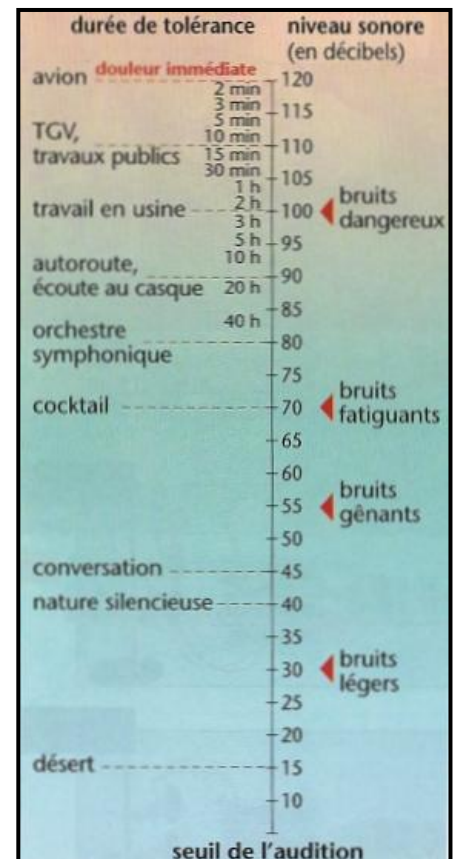 durée de tolérance niveau sonore
(en décibels)
avion douleur immédiate 120
2 min
3 min
115
5 min
TGV,
10 min
110
travaux publics 15 min
30 min
105
1 h
bruits
travail en usine 2 h 100
dangereux
3 h
5 h 95
10 h
autoroute,
90
écoute au casque 20 h
85
40 h
orchestre
80
symphonique
75
bruits
cocktail 70
fatiguants
65
60
bruits
55
gênants
50
conversation 45
nature silencieuse 40
35
bruits
30
légers
25
20
désert 15
10
seuil de l'audition